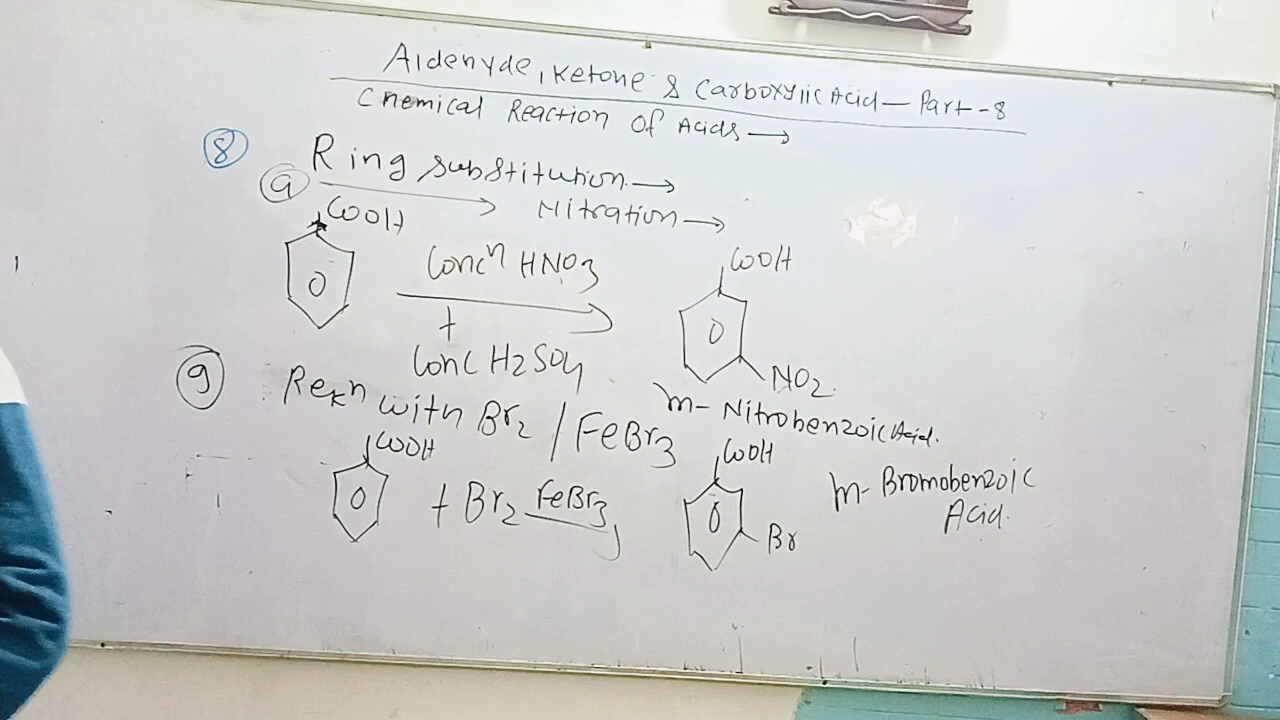 Aldehyde, Ketone & Carboxylic Acid – Part-8
Chemical Reaction of Acids →
⑧ Ring substitution →
ⓐ Nitration →
COOH
Concⁿ HNO3
+
Conc H2SO4
COOH
NO2.
m- Nitrobenzoic Acid.
⑨ Rexn with Br2 / FeBr3
COOH
+ Br2 FeBr3
COOH
Br
m- Bromobenzoic
Acid.